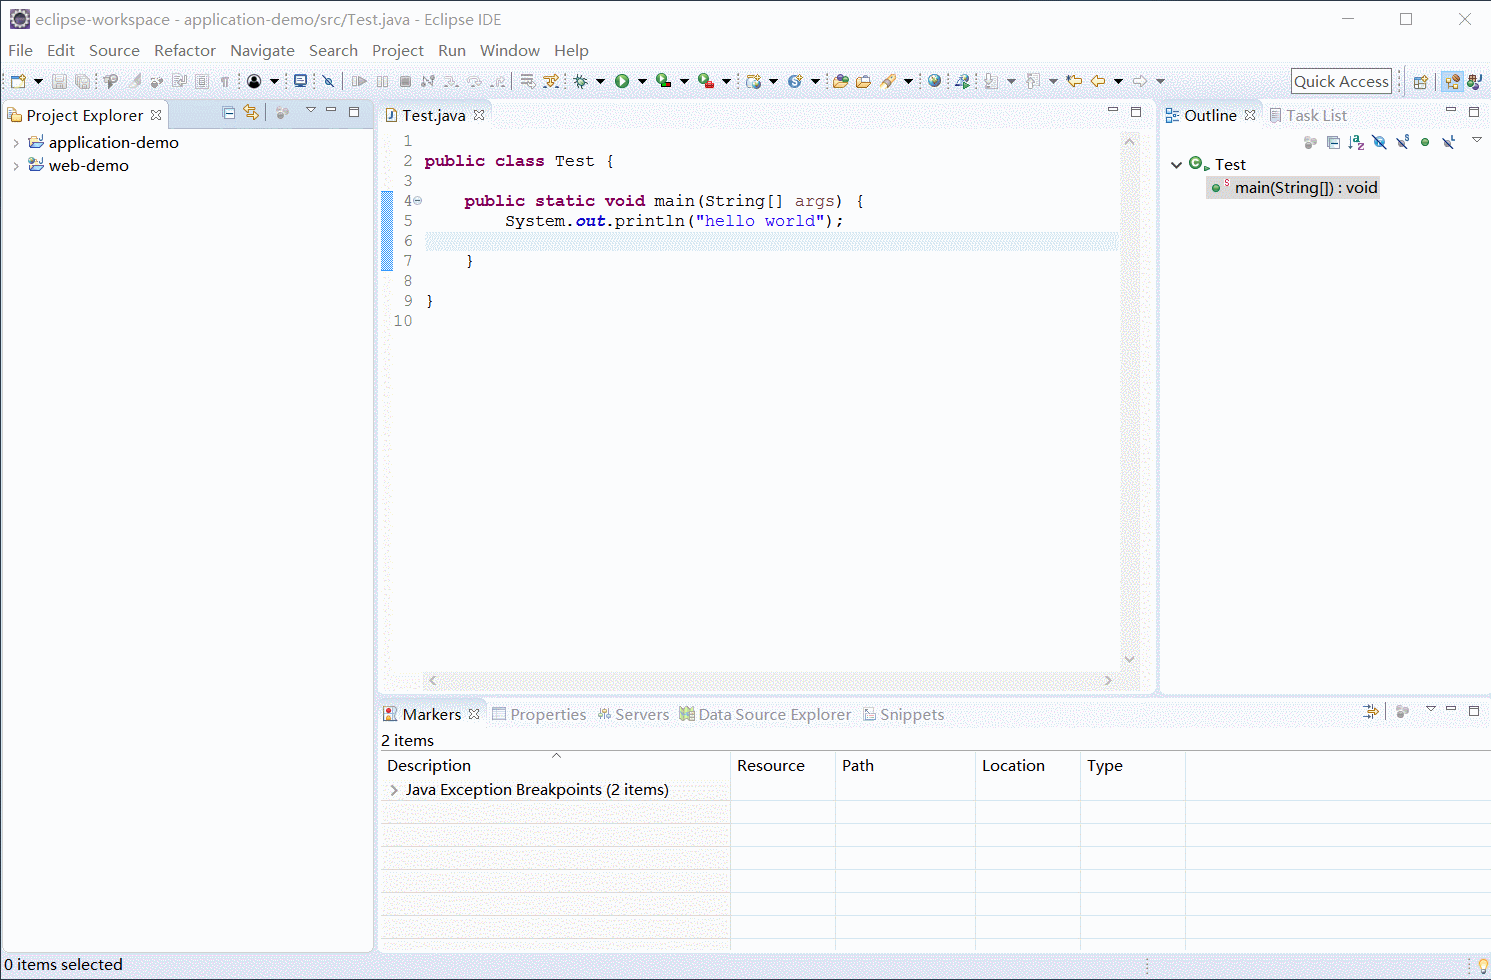 eclipse-workspace - application-demo/src/Test.java - Eclipse IDE
File Edit Source Refactor Navigate Search Project Run Window Help
Quick Access
Project Explorer
application-demo
web-demo
Test.java
1
2 public class Test {
3
4 public static void main(String[] args) {
5 System.out.println("hello world");
6
7 }
8
9 }
10
Outline Task List
Test
main(String[]) : void
Markers Properties Servers Data Source Explorer Snippets
2 items
Description Resource Path Location Type
Java Exception Breakpoints (2 items)
0 items selected